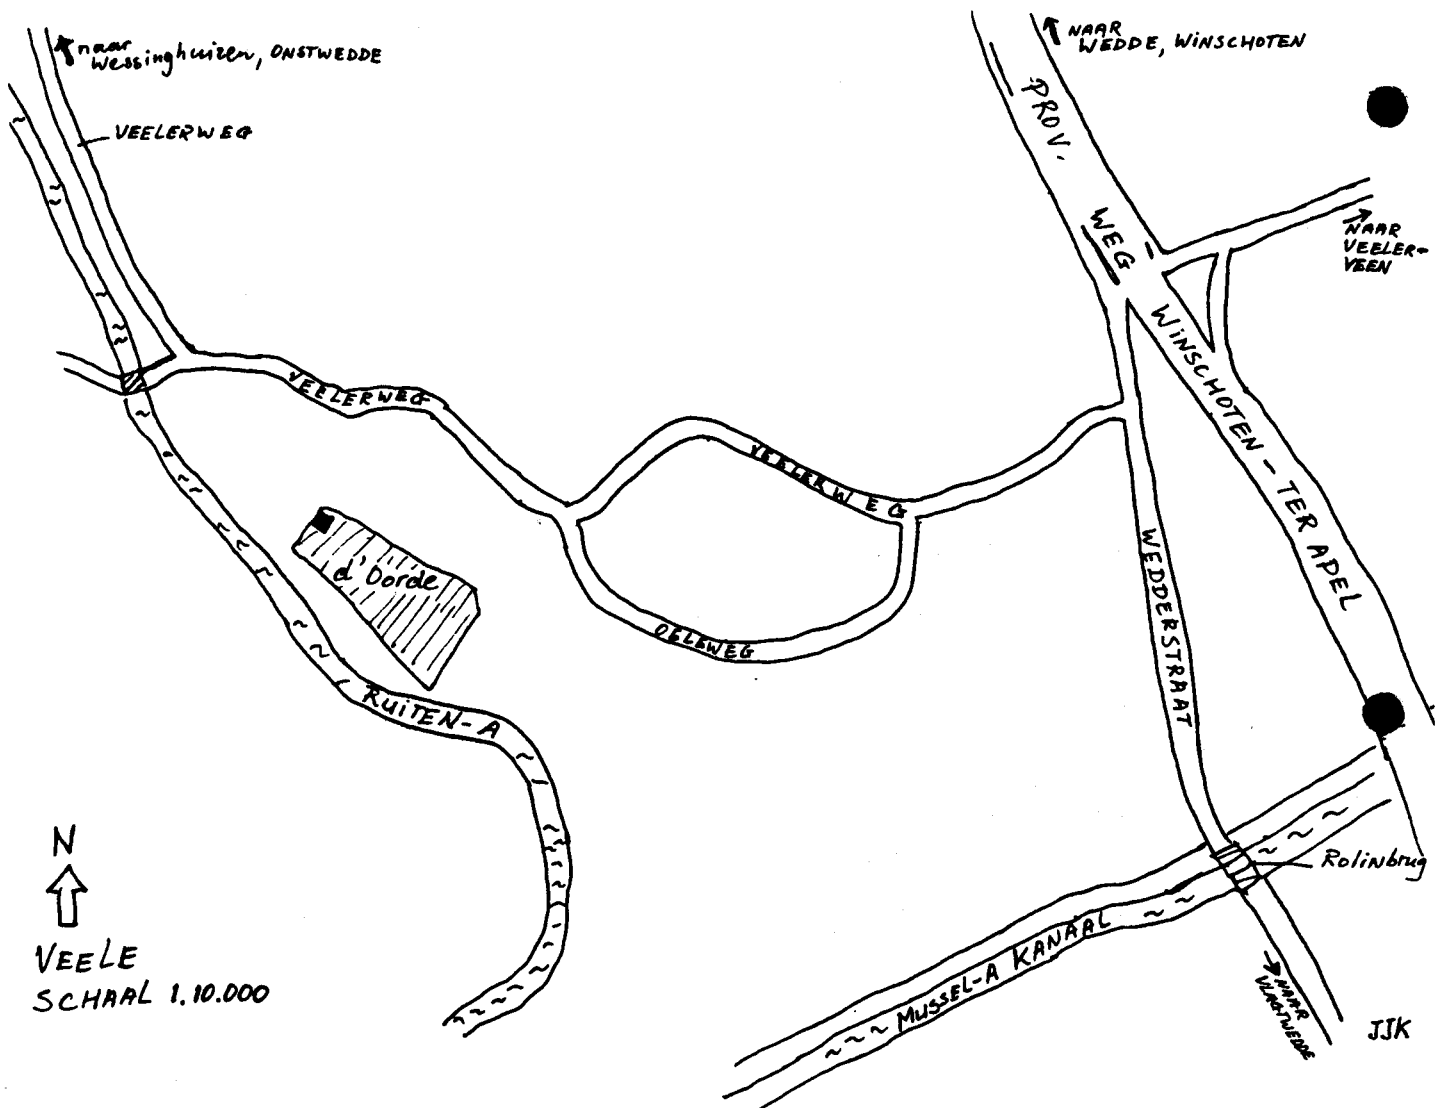 naar
Wessinghuizen, ONSTWEDDE
VEELERWEG
NAAR
WEDDE, WINSCHOTEN
PROV.
WEG
WINSCHOTEN - TER APEL
NAAR
VEELER-
VEEN
VEELERWEG
VEELERWEG
OELEWEG
WEDDERSTRAAT
d'Oorde
RUITEN-A
Rolinbrug
MUSSEL-A KANAAL
NAAR
VLAGTWEDDE
N
VEELE
SCHAAL 1.10.000
JJK